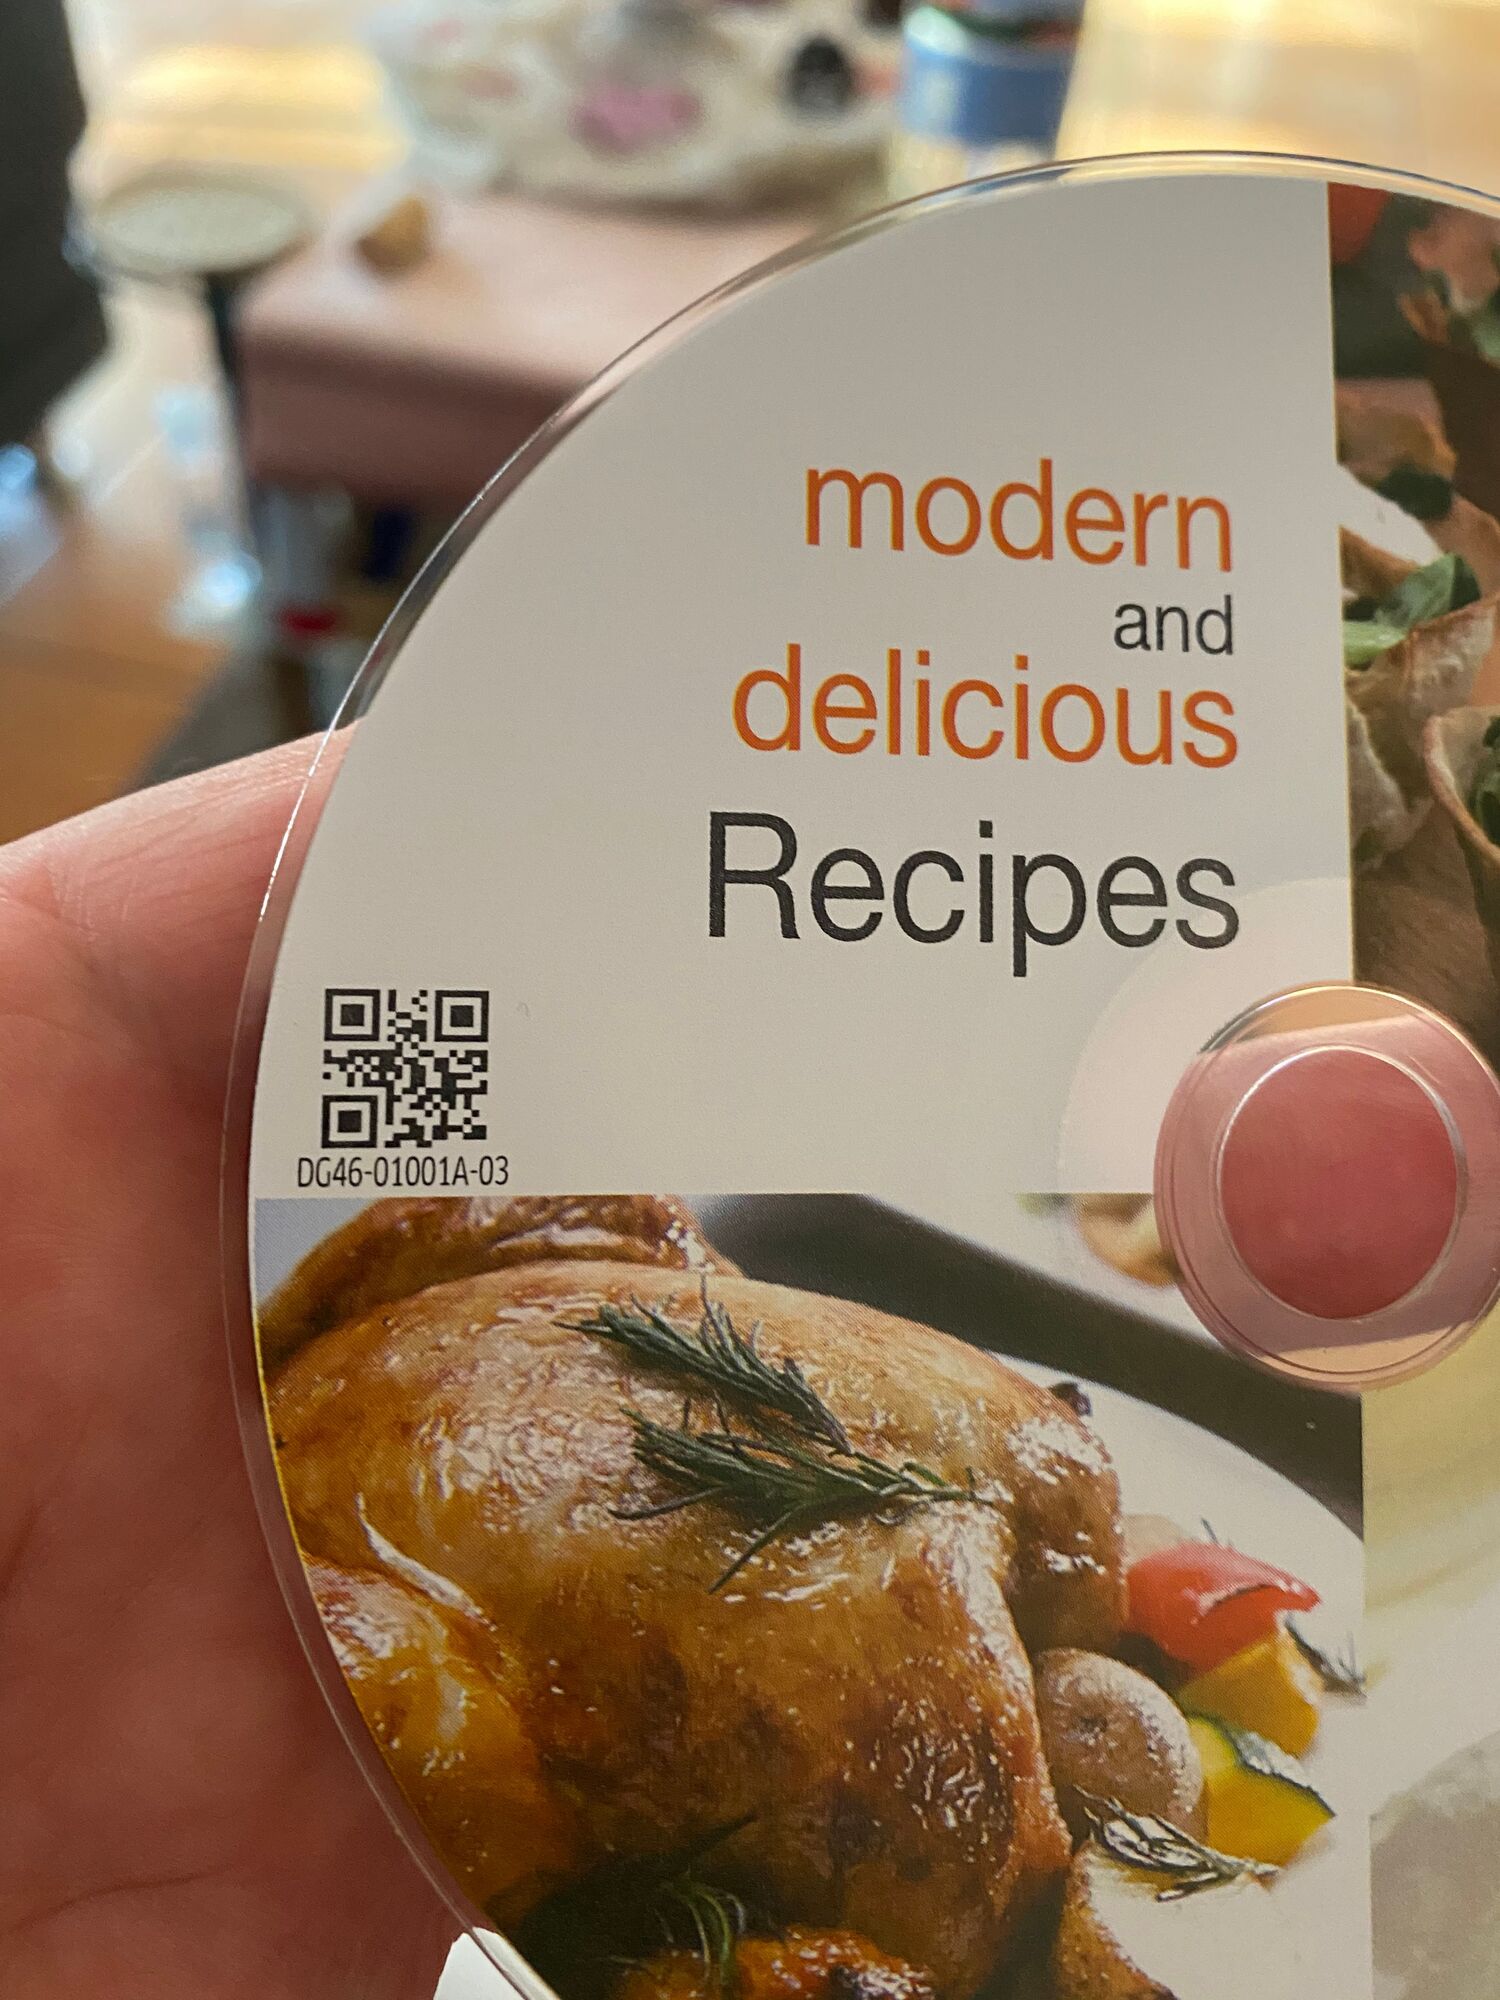 modern
and
delicious
Recipes
DG46-01001A-03